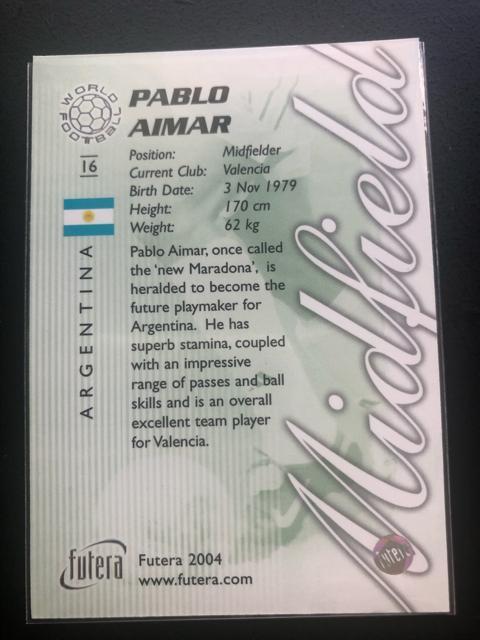 WORLD FOOTBALL
PABLO
AIMAR
16
Position: Midfielder
Current Club: Valencia
Birth Date: 3 Nov 1979
Height: 170 cm
Weight: 62 kg
ARGENTINA
Pablo Aimar, once called
the 'new Maradona', is
heralded to become the
future playmaker for
Argentina. He has
superb stamina, coupled
with an impressive
range of passes and ball
skills and is an overall
excellent team player
for Valencia.
Midfield
futera
futera
Futera 2004
www.futera.com